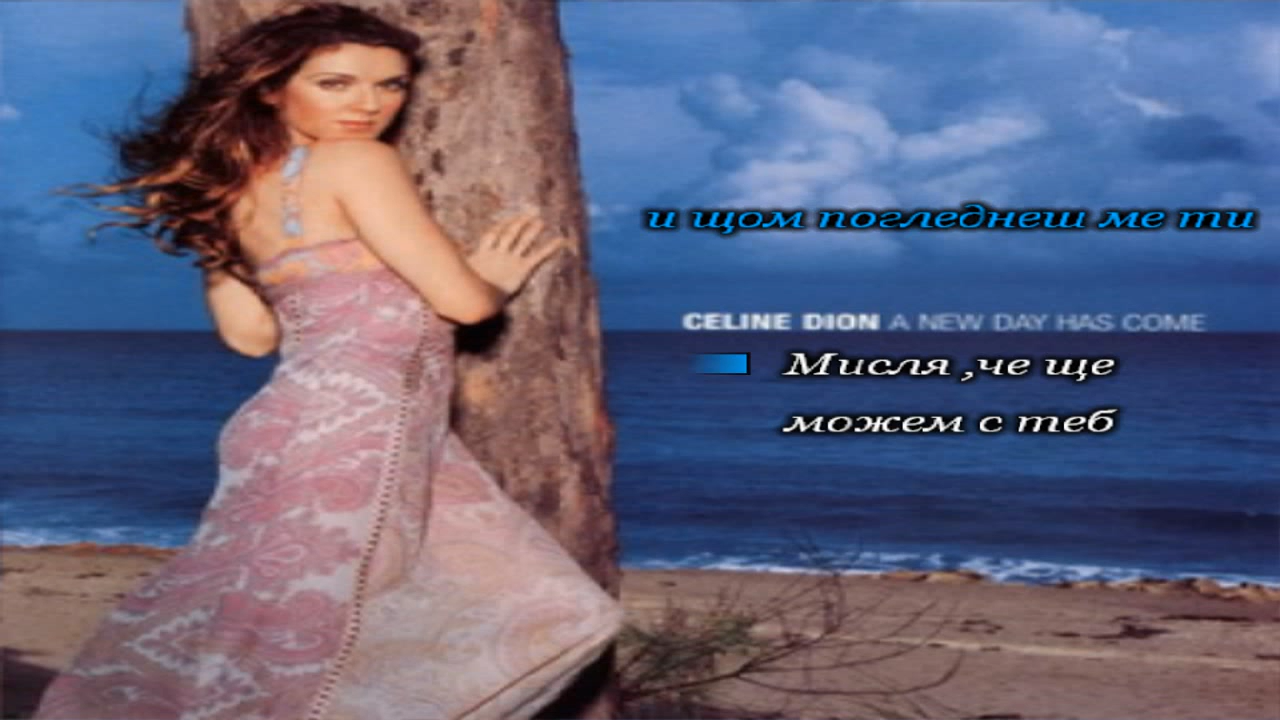 и щом погледнеш ме ти
CELINE DION A NEW DAY HAS COME
Мисля ,че ще
можем с теб